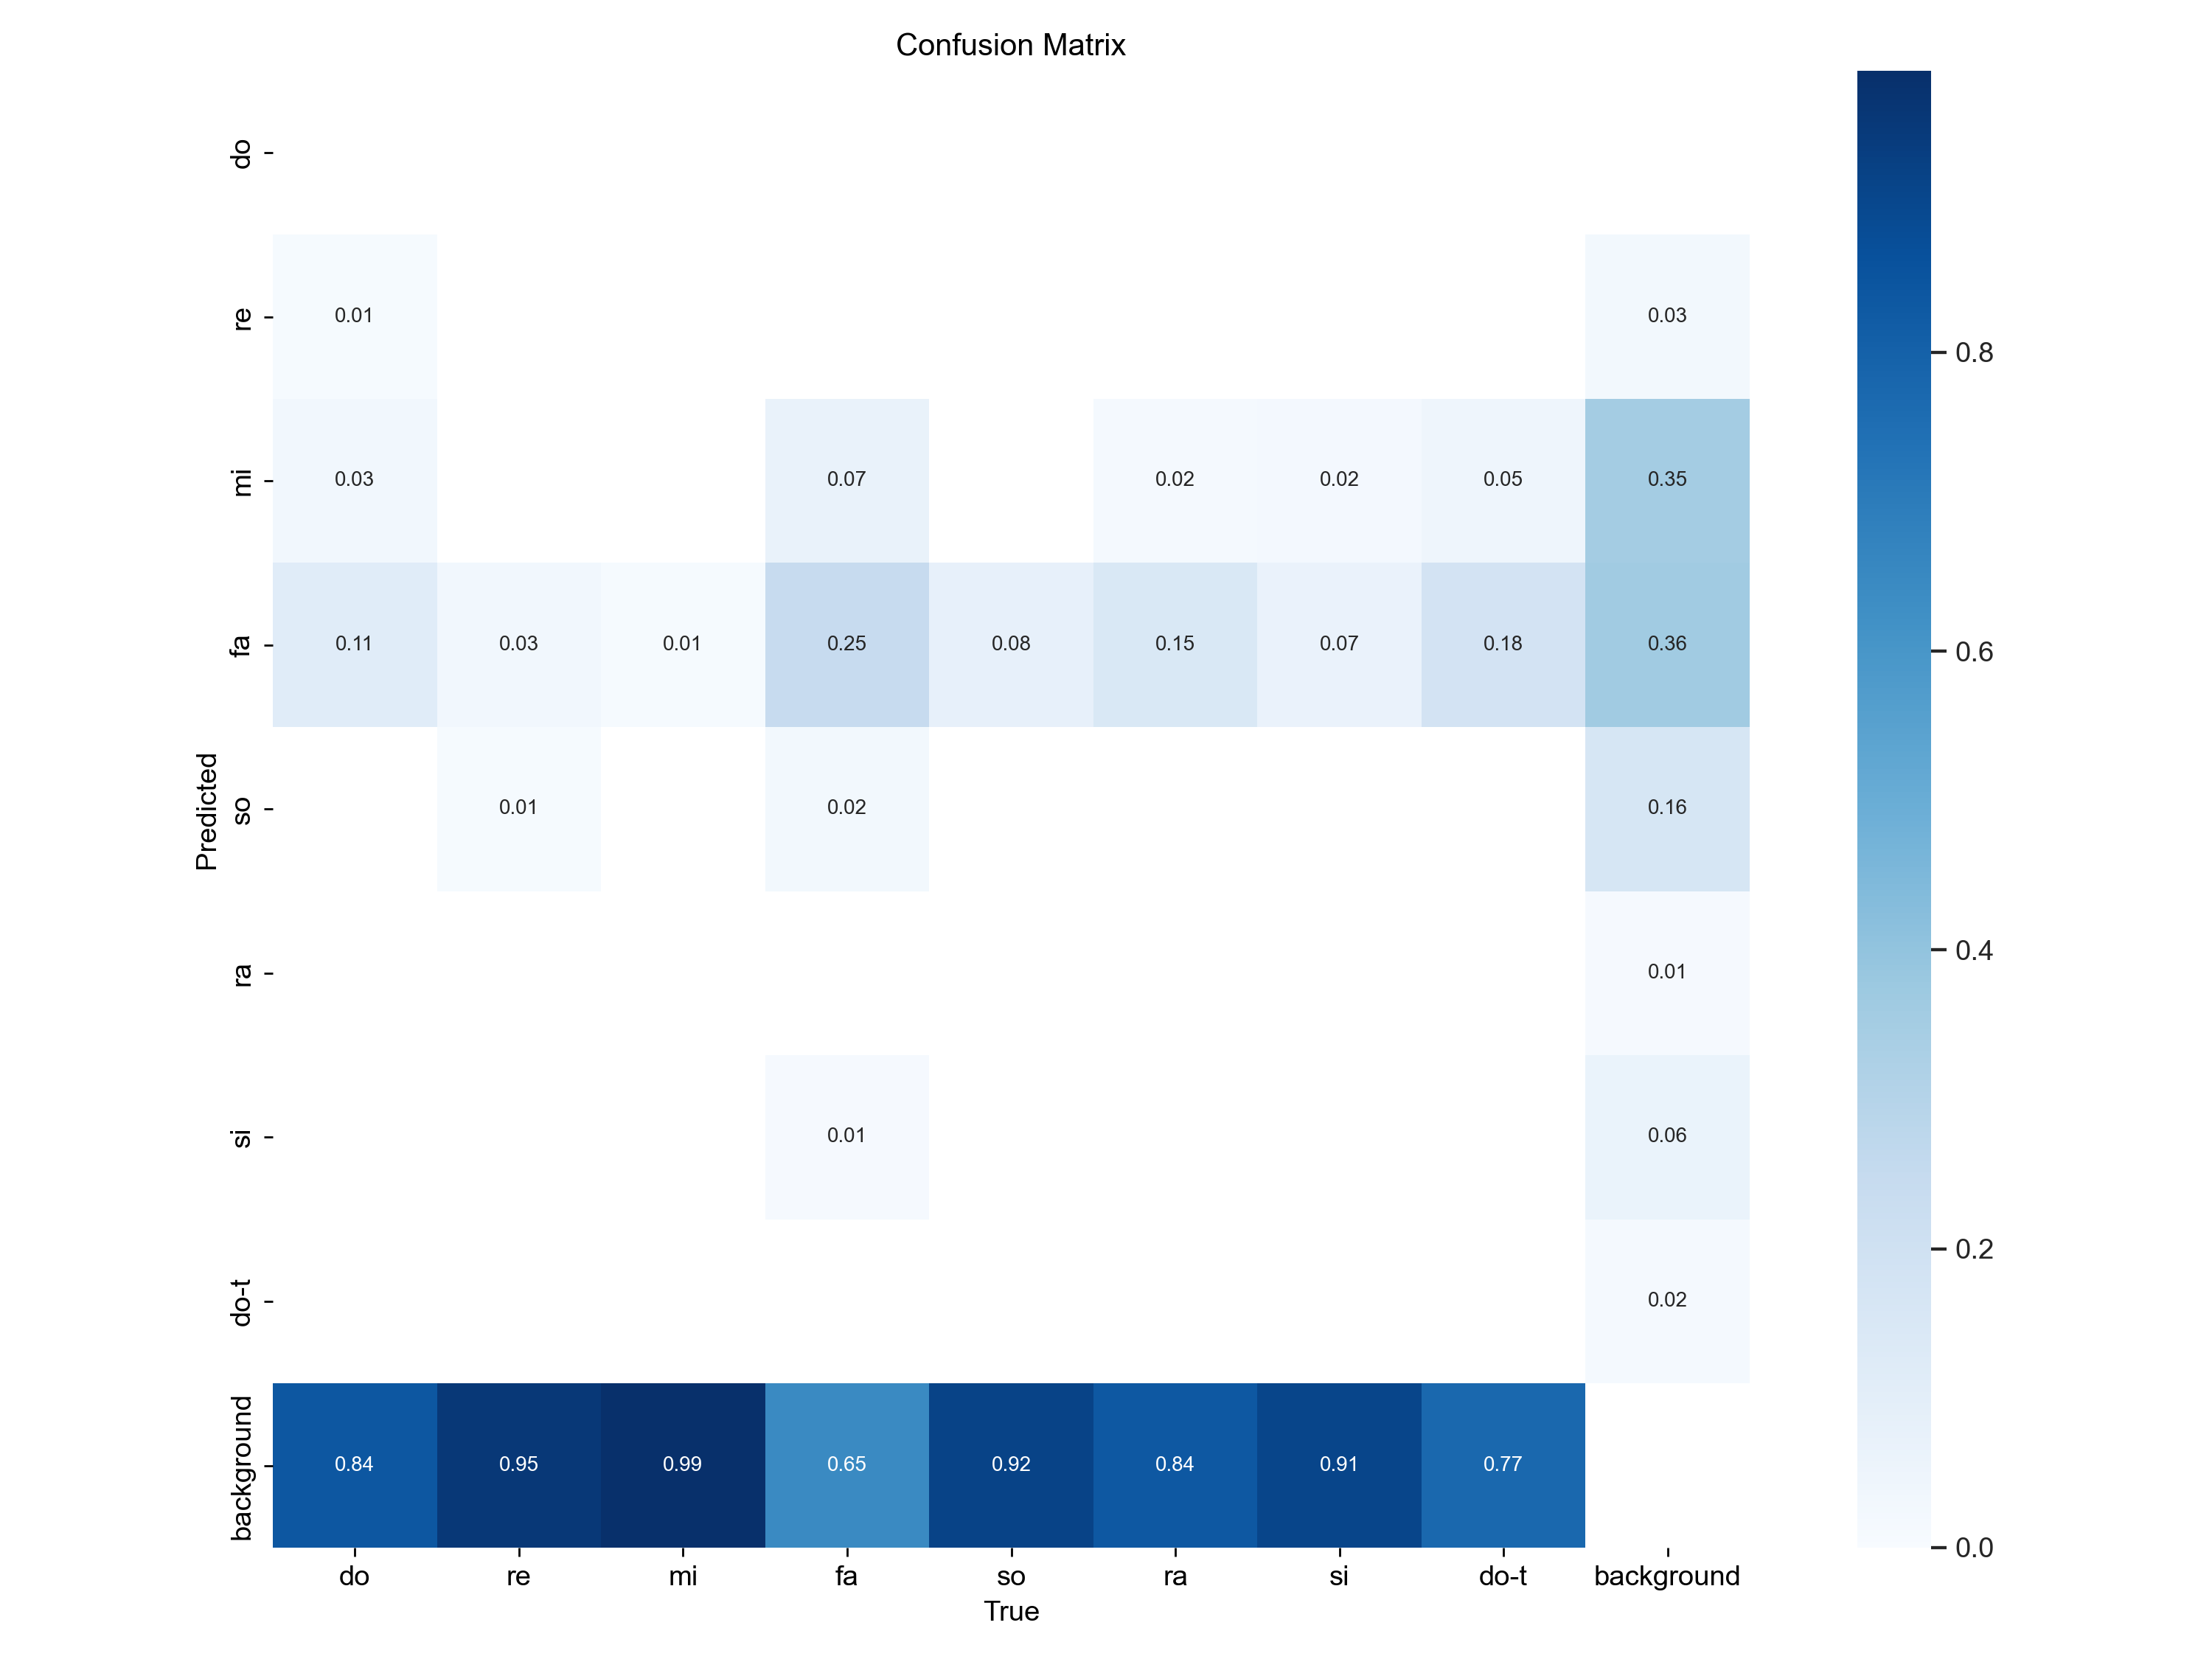 Confusion Matrix
do
re
0.01
0.03
mi
0.03
0.07
0.02
0.02
0.05
0.35
fa
0.11
0.03
0.01
0.25
0.08
0.15
0.07
0.18
0.36
so
0.01
0.02
0.16
ra
0.01
si
0.01
0.06
do-t
0.02
background
0.84
0.95
0.99
0.65
0.92
0.84
0.91
0.77
Predicted
do
re
mi
fa
so
ra
si
do-t
background
True
0.8
0.6
0.4
0.2
0.0